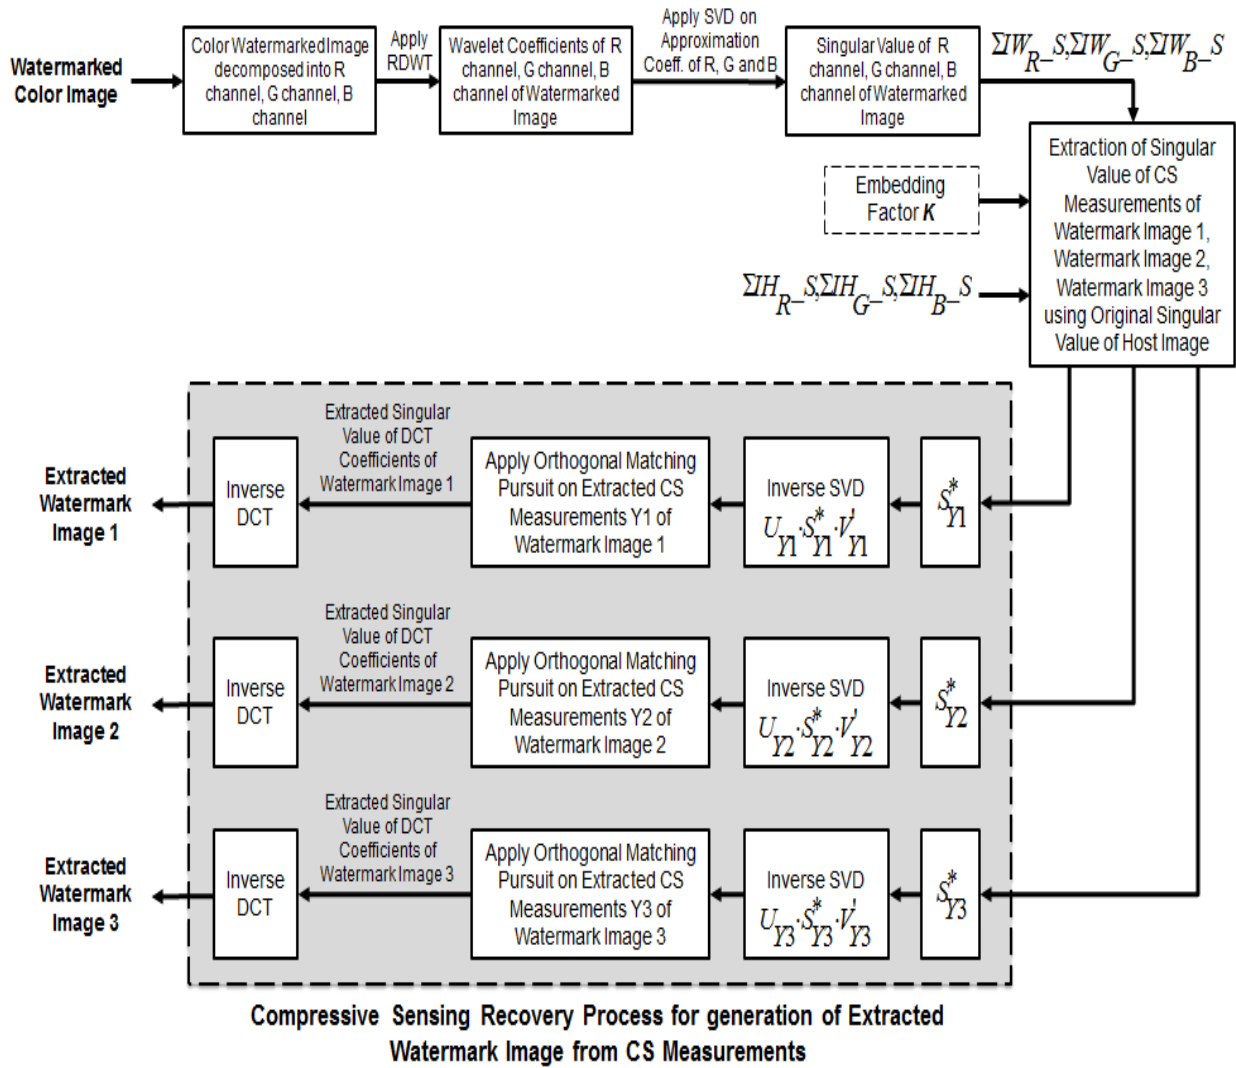 Watermarked
Color Image
Color Watermarked Image
decomposed into R
channel, G channel, B
channel
Apply
RDWT
Wavelet Coefficients of R
channel, G channel, B
channel of Watermarked
Image
Apply SVD on
Approximation
Coeff. of R, G and B
Singular Value of R
channel, G channel, B
channel of Watermarked
Image
ΣIW_R_S,ΣIW_G_S,ΣIW_B_S
Extraction of Singular
Value of CS
Measurements of
Watermark Image 1,
Watermark Image 2,
Watermark Image 3
using Original Singular
Value of Host Image
Embedding
Factor K
ΣIH_R_S,ΣIH_G_S,ΣIH_B_S
Extracted
Watermark
Image 1
Inverse
DCT
Extracted Singular
Value of DCT
Coefficients of
Watermark Image 1
Apply Orthogonal Matching
Pursuit on Extracted CS
Measurements Y1 of
Watermark Image 1
Inverse SVD
U_Y1·S*_Y1·V'_Y1
S*_Y1
Extracted
Watermark
Image 2
Inverse
DCT
Extracted Singular
Value of DCT
Coefficients of
Watermark Image 2
Apply Orthogonal Matching
Pursuit on Extracted CS
Measurements Y2 of
Watermark Image 2
Inverse SVD
U_Y2·S*_Y2·V'_Y2
S*_Y2
Extracted
Watermark
Image 3
Inverse
DCT
Extracted Singular
Value of DCT
Coefficients of
Watermark Image 3
Apply Orthogonal Matching
Pursuit on Extracted CS
Measurements Y3 of
Watermark Image 3
Inverse SVD
U_Y3·S*_Y3·V'_Y3
S*_Y3
Compressive Sensing Recovery Process for generation of Extracted
Watermark Image from CS Measurements